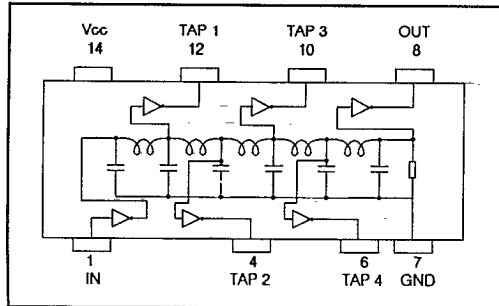 Vcc TAP 1 TAP 3 OUT
14 12 10 8
1 4 6 7
IN TAP 2 TAP 4 GND